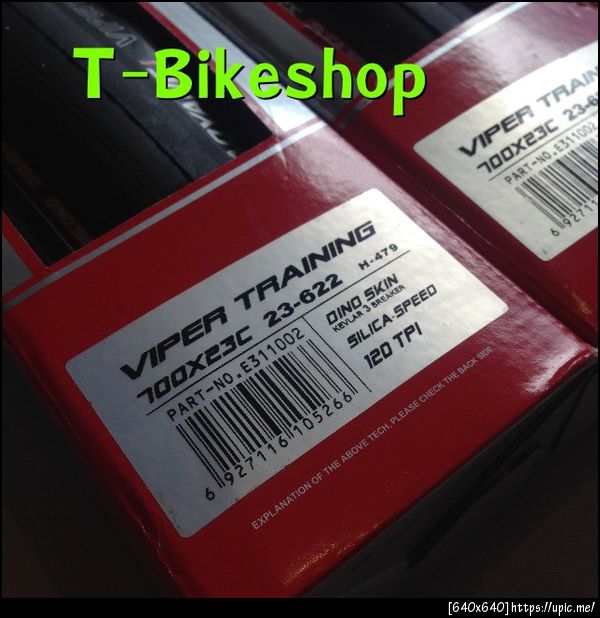 T-Bikeshop
VIPER TRAINING
700X23C 23-622 H-479
PART-NO.E311002
6 927116 105266
DINO SKIN
KEVLAR 3 BREAKER
SILICA-SPEED
120 TPI
EXPLANATION OF THE ABOVE TECH, PLEASE CHECK THE BACK SIDE
VIPER TRAIN
700X23C 23-6
PART-NO.E311002
6 92711
[640x640]https://upic.me/